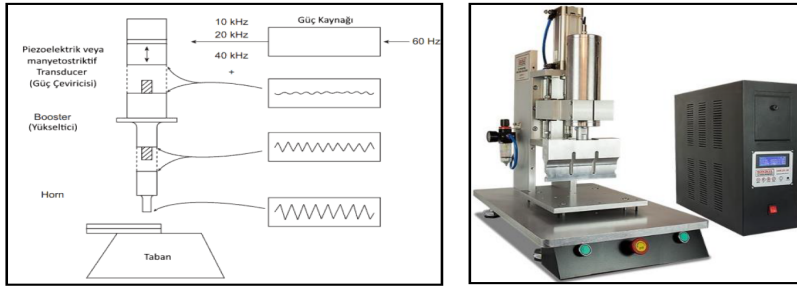 10 kHz
20 kHz
40 kHz
+
Güç Kaynağı
60 Hz
Piezoelektrik veya
manyetostriktif
Transducer
(Güç Çeviricisi)
Booster
(Yükseltici)
Horn
Taban